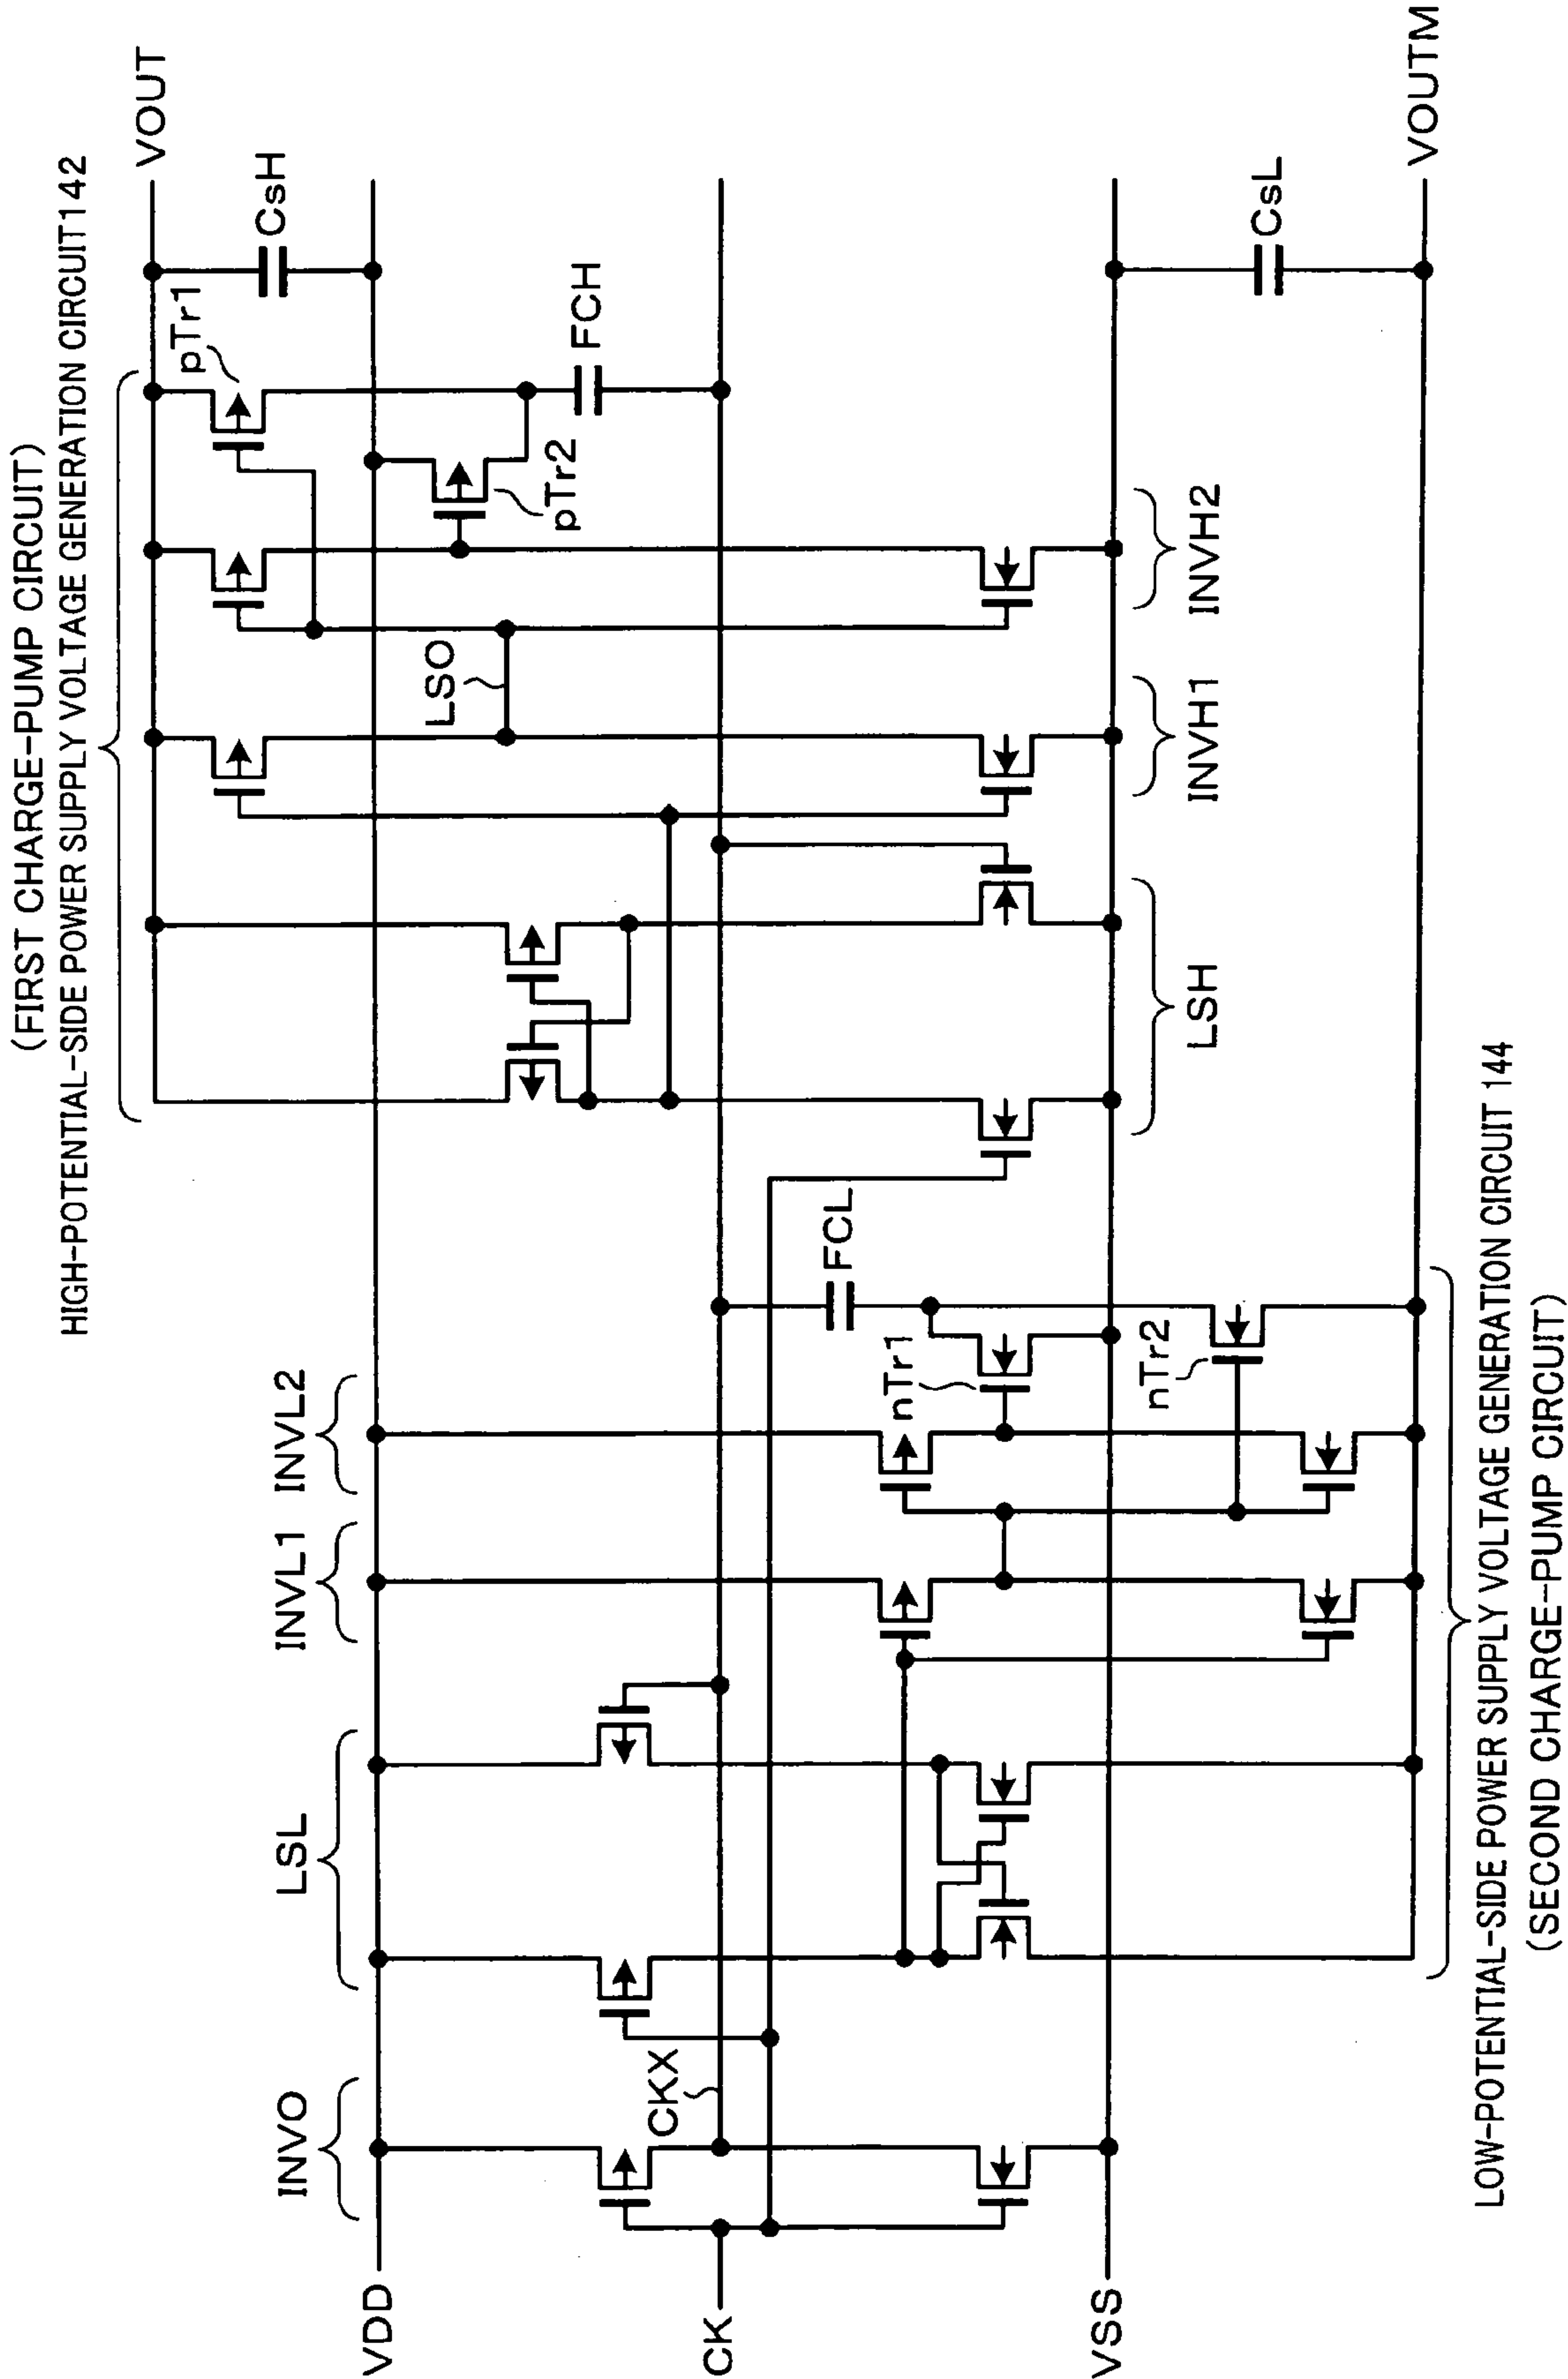 (FIRST CHARGE-PUMP CIRCUIT)
HIGH-POTENTIAL-SIDE POWER SUPPLY VOLTAGE GENERATION CIRCUIT142
VOUT
CsH
pTr1
FCH
pTr2
LSO
INVH2
INVH1
LSH
CsL
VOUTM
INVO
LSL
INVL1
INVL2
VDD
CKX
CK
VSS
FCL
nTr1
nTr2
LOW-POTENTIAL-SIDE POWER SUPPLY VOLTAGE GENERATION CIRCUIT 144
(SECOND CHARGE-PUMP CIRCUIT)